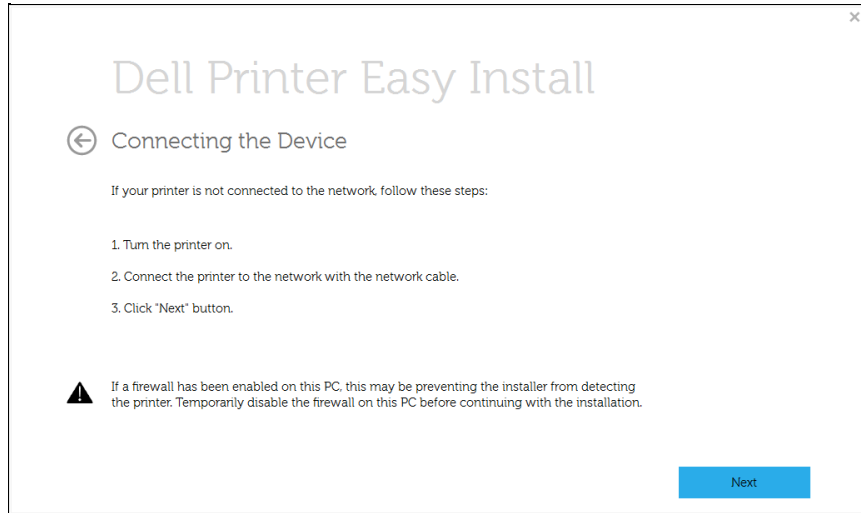 Dell Printer Easy Install
Connecting the Device
If your printer is not connected to the network, follow these steps:
1. Turn the printer on.
2. Connect the printer to the network with the network cable.
3. Click "Next" button.
If a firewall has been enabled on this PC, this may be preventing the installer from detecting
the printer. Temporarily disable the firewall on this PC before continuing with the installation.
Next